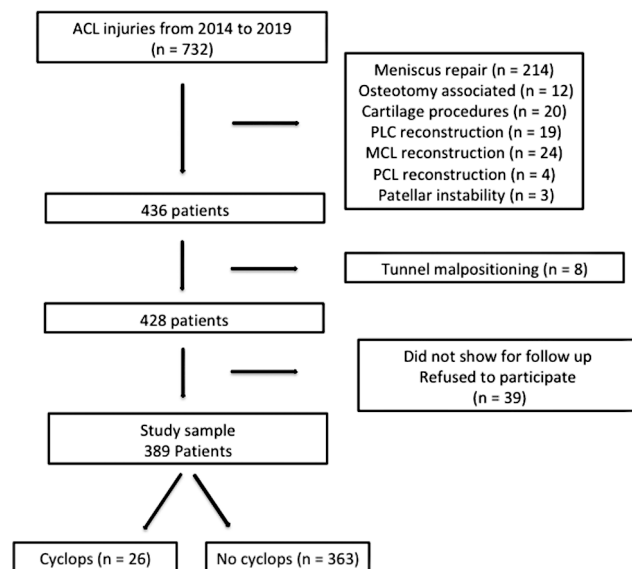 ACL injuries from 2014 to 2019
(n = 732)
Meniscus repair (n = 214)
Osteotomy associated (n = 12)
Cartilage procedures (n = 20)
PLC reconstruction (n = 19)
MCL reconstruction (n = 24)
PCL reconstruction (n = 4)
Patellar instability (n = 3)
436 patients
Tunnel malpositioning (n = 8)
428 patients
Did not show for follow up
Refused to participate
(n = 39)
Study sample
389 Patients
Cyclops (n = 26)
No cyclops (n = 363)